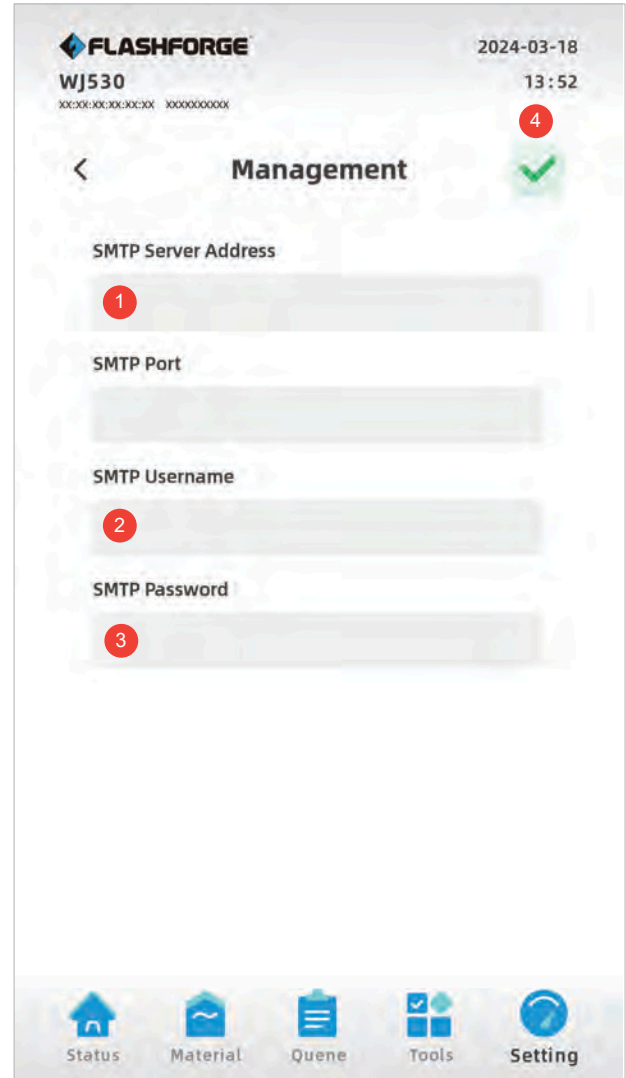 FLASHFORGE
2024-03-18
WJ530
13:52
XX:XX:XX:XX:XX:XX XXXXXXXXXX
4
Management
SMTP Server Address
1
SMTP Port
SMTP Username
2
SMTP Password
3
Status Material Quene Tools Setting